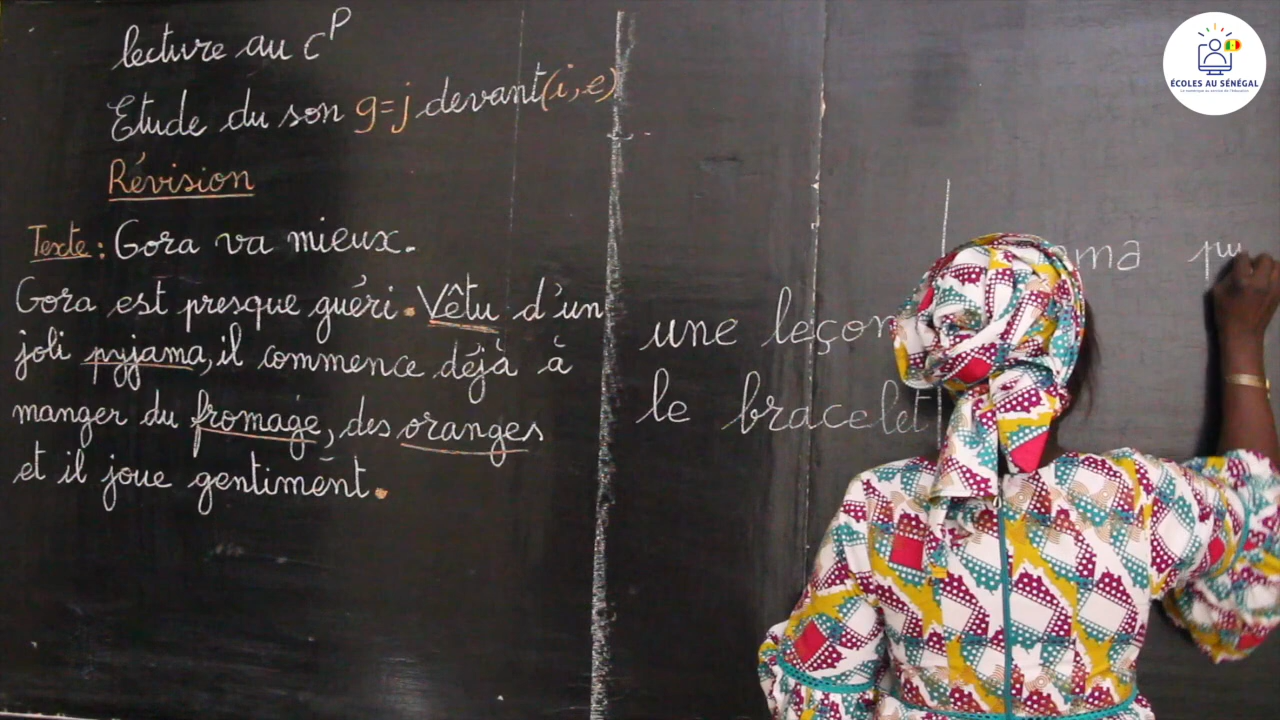 lecture au CP
Etude du son g=j devant (i, e)
Révision
Texte : Gora va mieux.
Gora est presque guéri. Vêtu d'un
joli pyjama, il commence déjà à
manger du fromage, des oranges
et il joue gentiment.
une leçon
le bracelet
ÉCOLES AU SÉNÉGAL